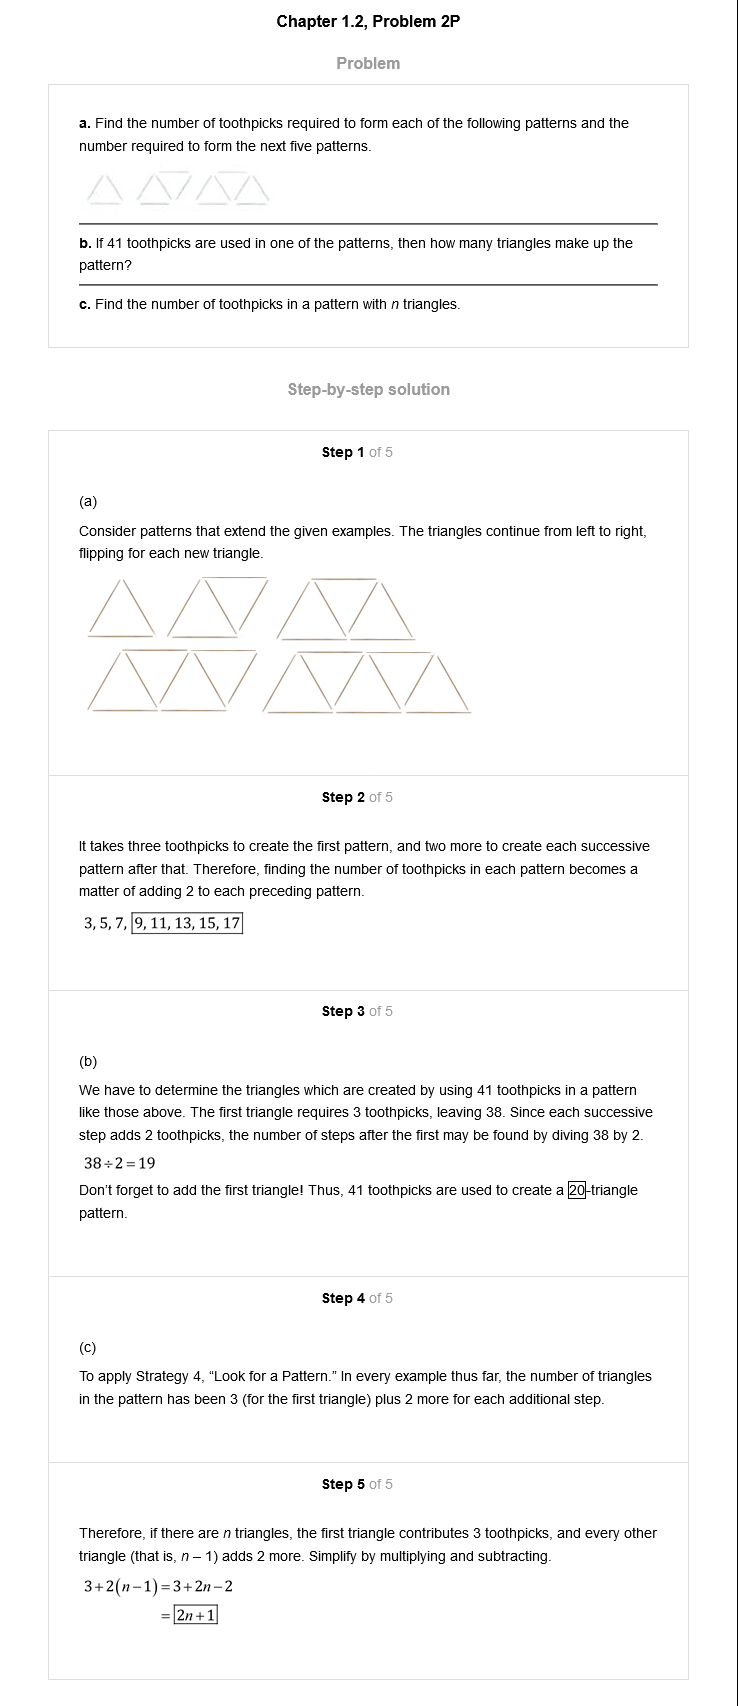 Chapter 1.2, Problem 2P
Problem
a. Find the number of toothpicks required to form each of the following patterns and the
number required to form the next five patterns.
b. If 41 toothpicks are used in one of the patterns, then how many triangles make up the
pattern?
c. Find the number of toothpicks in a pattern with n triangles.
Step-by-step solution
Step 1 of 5
(a)
Consider patterns that extend the given examples. The triangles continue from left to right,
flipping for each new triangle.
Step 2 of 5
It takes three toothpicks to create the first pattern, and two more to create each successive
pattern after that. Therefore, finding the number of toothpicks in each pattern becomes a
matter of adding 2 to each preceding pattern.
3, 5, 7, 9, 11, 13, 15, 17
Step 3 of 5
(b)
We have to determine the triangles which are created by using 41 toothpicks in a pattern
like those above. The first triangle requires 3 toothpicks, leaving 38. Since each successive
step adds 2 toothpicks, the number of steps after the first may be found by diving 38 by 2.
38÷2=19
Don't forget to add the first triangle! Thus, 41 toothpicks are used to create a 20-triangle
pattern.
Step 4 of 5
(c)
To apply Strategy 4, “Look for a Pattern.” In every example thus far, the number of triangles
in the pattern has been 3 (for the first triangle) plus 2 more for each additional step.
Step 5 of 5
Therefore, if there are n triangles, the first triangle contributes 3 toothpicks, and every other
triangle (that is, n – 1) adds 2 more. Simplify by multiplying and subtracting.
3+2(n−1)=3+2n−2
=2n+1